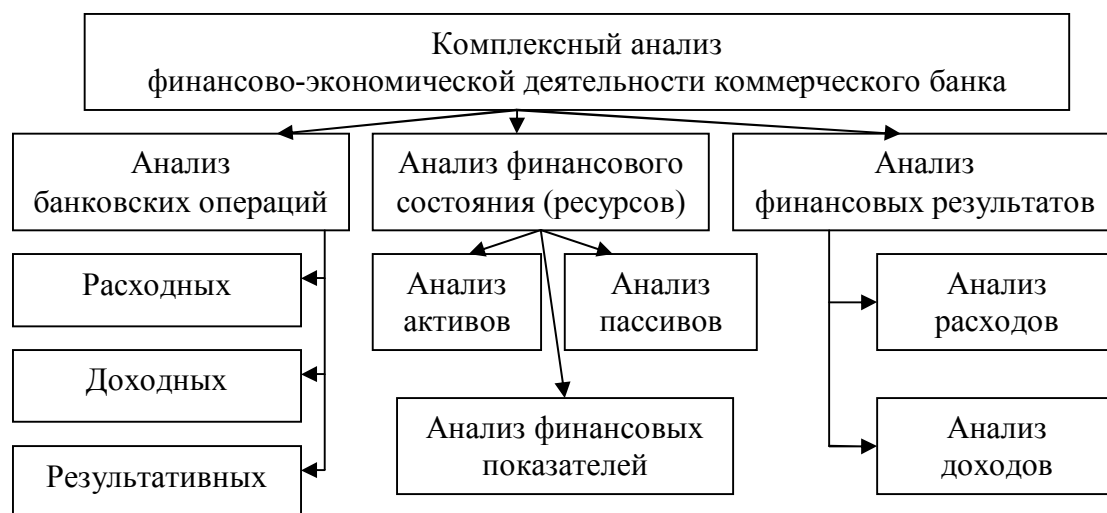 Комплексный анализ
финансово-экономической деятельности коммерческого банка
Анализ
банковских операций
Анализ финансового
состояния (ресурсов)
Анализ
финансовых результатов
Расходных
Доходных
Результативных
Анализ
активов
Анализ
пассивов
Анализ финансовых
показателей
Анализ
расходов
Анализ
доходов